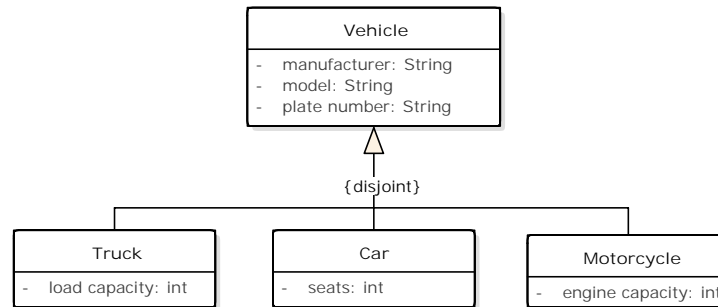 Vehicle
- manufacturer: String
- model: String
- plate number: String
{disjoint}
Truck
- load capacity: int
Car
- seats: int
Motorcycle
- engine capacity: int